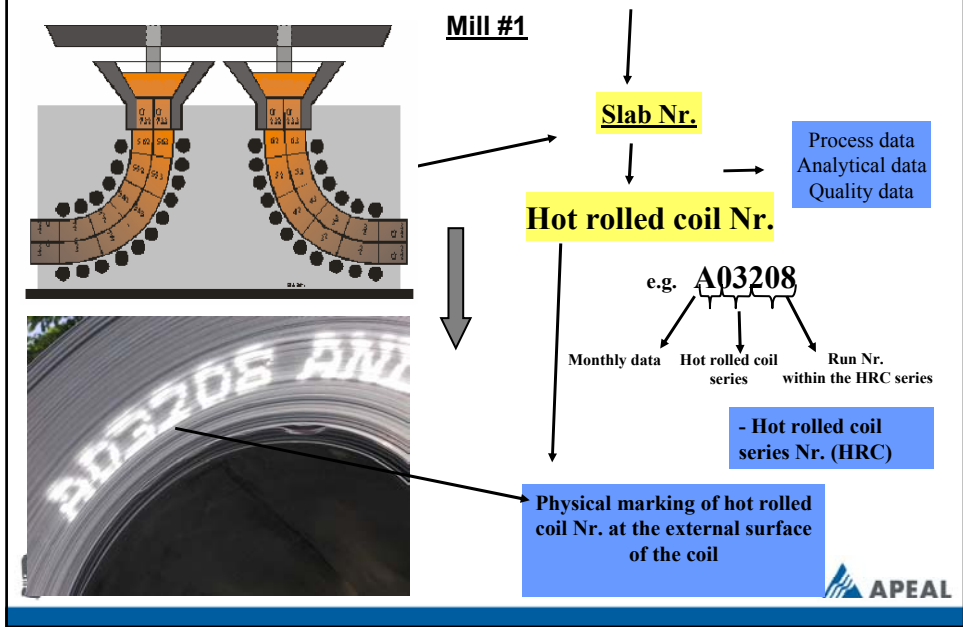 Mill #1
Slab Nr.
Process data
Analytical data
Quality data
Hot rolled coil Nr.
e.g. A03208
Monthly data
Hot rolled coil
series
Run Nr.
within the HRC series
- Hot rolled coil
series Nr. (HRC)
A03208 AND
Physical marking of hot rolled
coil Nr. at the external surface
of the coil
APEAL